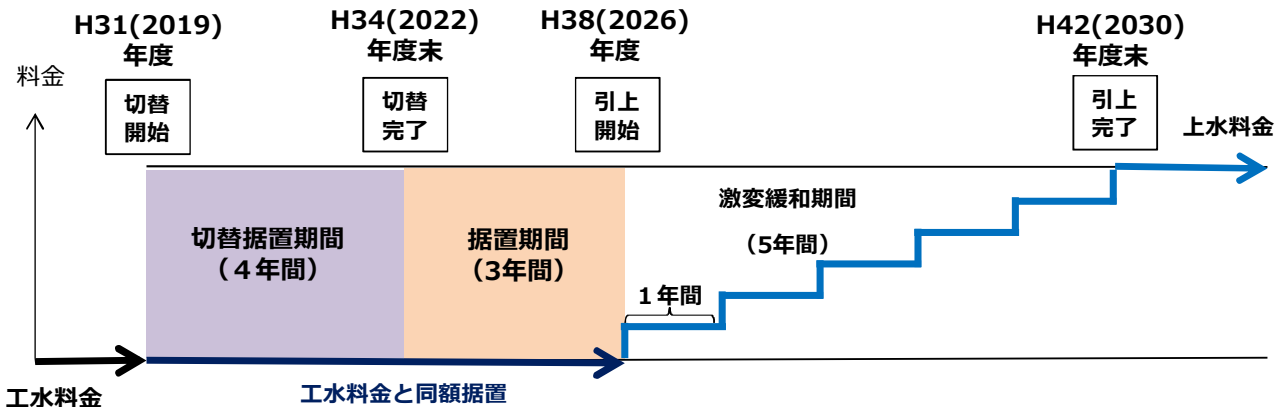 H31(2019)
年度
H34(2022)
年度末
H38(2026)
年度
H42(2030)
年度末
料金
切替
開始
切替
完了
引上
開始
引上
完了
上水料金
激変緩和期間
(5年間)
切替据置期間
（４年間）
据置期間
(3年間)
１年間
工水料金
工水料金と同額据置